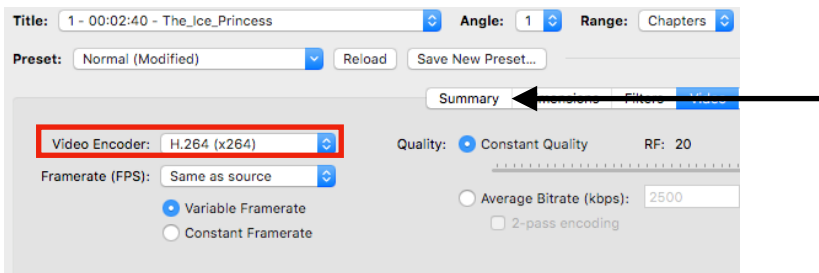 Title: 1 - 00:02:40 - The_Ice_Princess Angle: 1 Range: Chapters
Preset: Normal (Modified) Reload Save New Preset...
Summary Dimensions Filters Video
Video Encoder: H.264 (x264) Quality: Constant Quality RF: 20
Framerate (FPS): Same as source
Average Bitrate (kbps): 2500
Variable Framerate 2-pass encoding
Constant Framerate